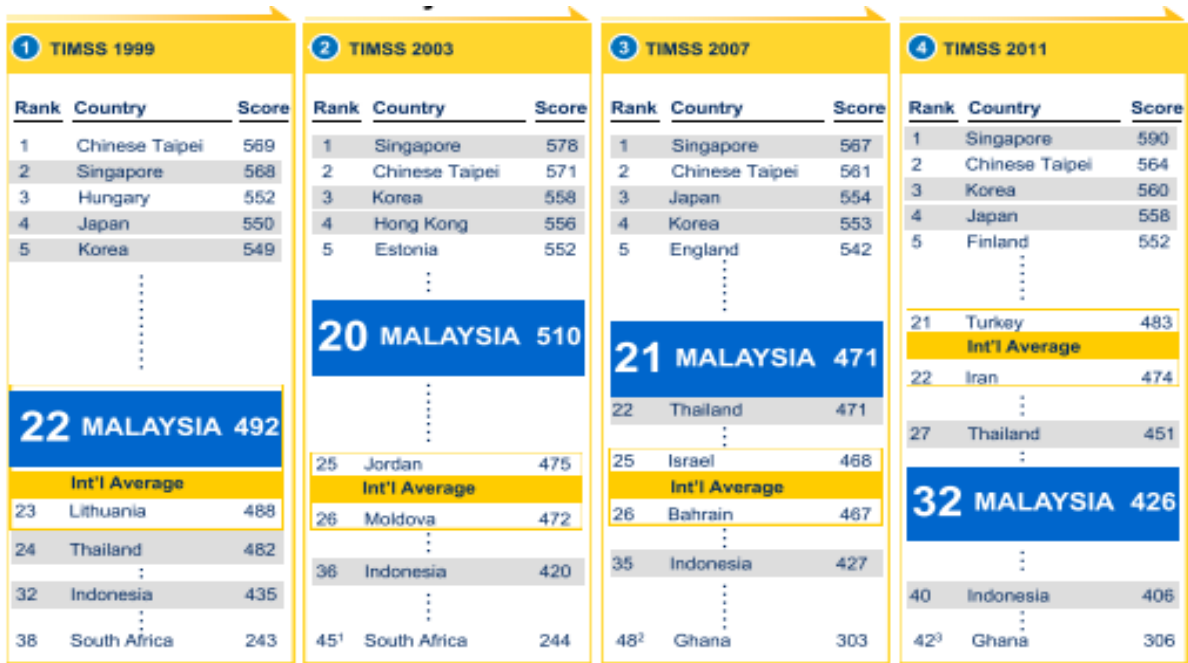 1 TIMSS 1999
Rank Country Score
1 Chinese Taipei 569
2 Singapore 568
3 Hungary 552
4 Japan 550
5 Korea 549
22 MALAYSIA 492
Int'l Average
23 Lithuania 488
24 Thailand 482
32 Indonesia 435
38 South Africa 243
2 TIMSS 2003
Rank Country Score
1 Singapore 578
2 Chinese Taipei 571
3 Korea 558
4 Hong Kong 556
5 Estonia 552
20 MALAYSIA 510
25 Jordan 475
Int'l Average
26 Moldova 472
36 Indonesia 420
45¹ South Africa 244
3 TIMSS 2007
Rank Country Score
1 Singapore 567
2 Chinese Taipei 561
3 Japan 554
4 Korea 553
5 England 542
21 MALAYSIA 471
22 Thailand 471
25 Israel 468
Int'l Average
26 Bahrain 467
35 Indonesia 427
48² Ghana 303
4 TIMSS 2011
Rank Country Score
1 Singapore 590
2 Chinese Taipei 564
3 Korea 560
4 Japan 558
5 Finland 552
21 Turkey 483
Int'l Average
22 Iran 474
27 Thailand 451
32 MALAYSIA 426
40 Indonesia 406
42³ Ghana 306